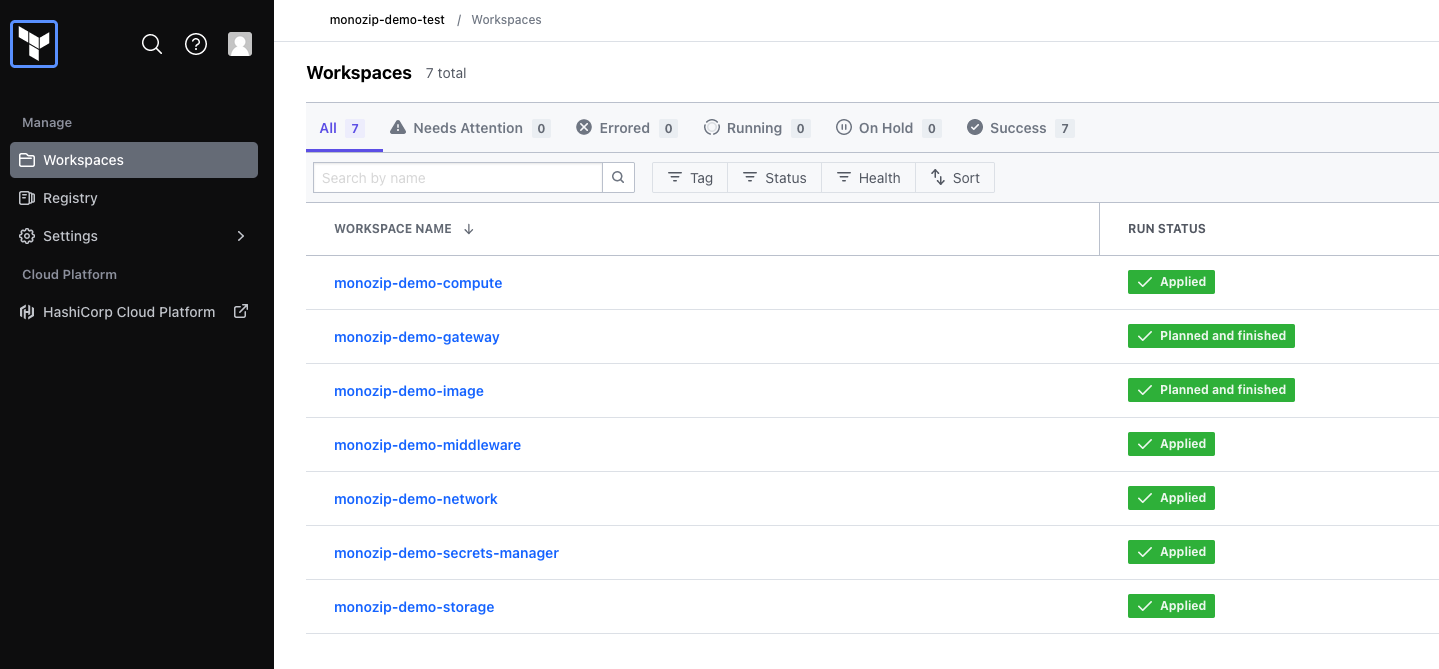 monozip-demo-test / Workspaces
Workspaces 7 total
Manage
Workspaces
Registry
Settings
Cloud Platform
HashiCorp Cloud Platform
All 7 Needs Attention 0 Errored 0 Running 0 On Hold 0 Success 7
Search by name Tag Status Health Sort
WORKSPACE NAME RUN STATUS
monozip-demo-compute Applied
monozip-demo-gateway Planned and finished
monozip-demo-image Planned and finished
monozip-demo-middleware Applied
monozip-demo-network Applied
monozip-demo-secrets-manager Applied
monozip-demo-storage Applied